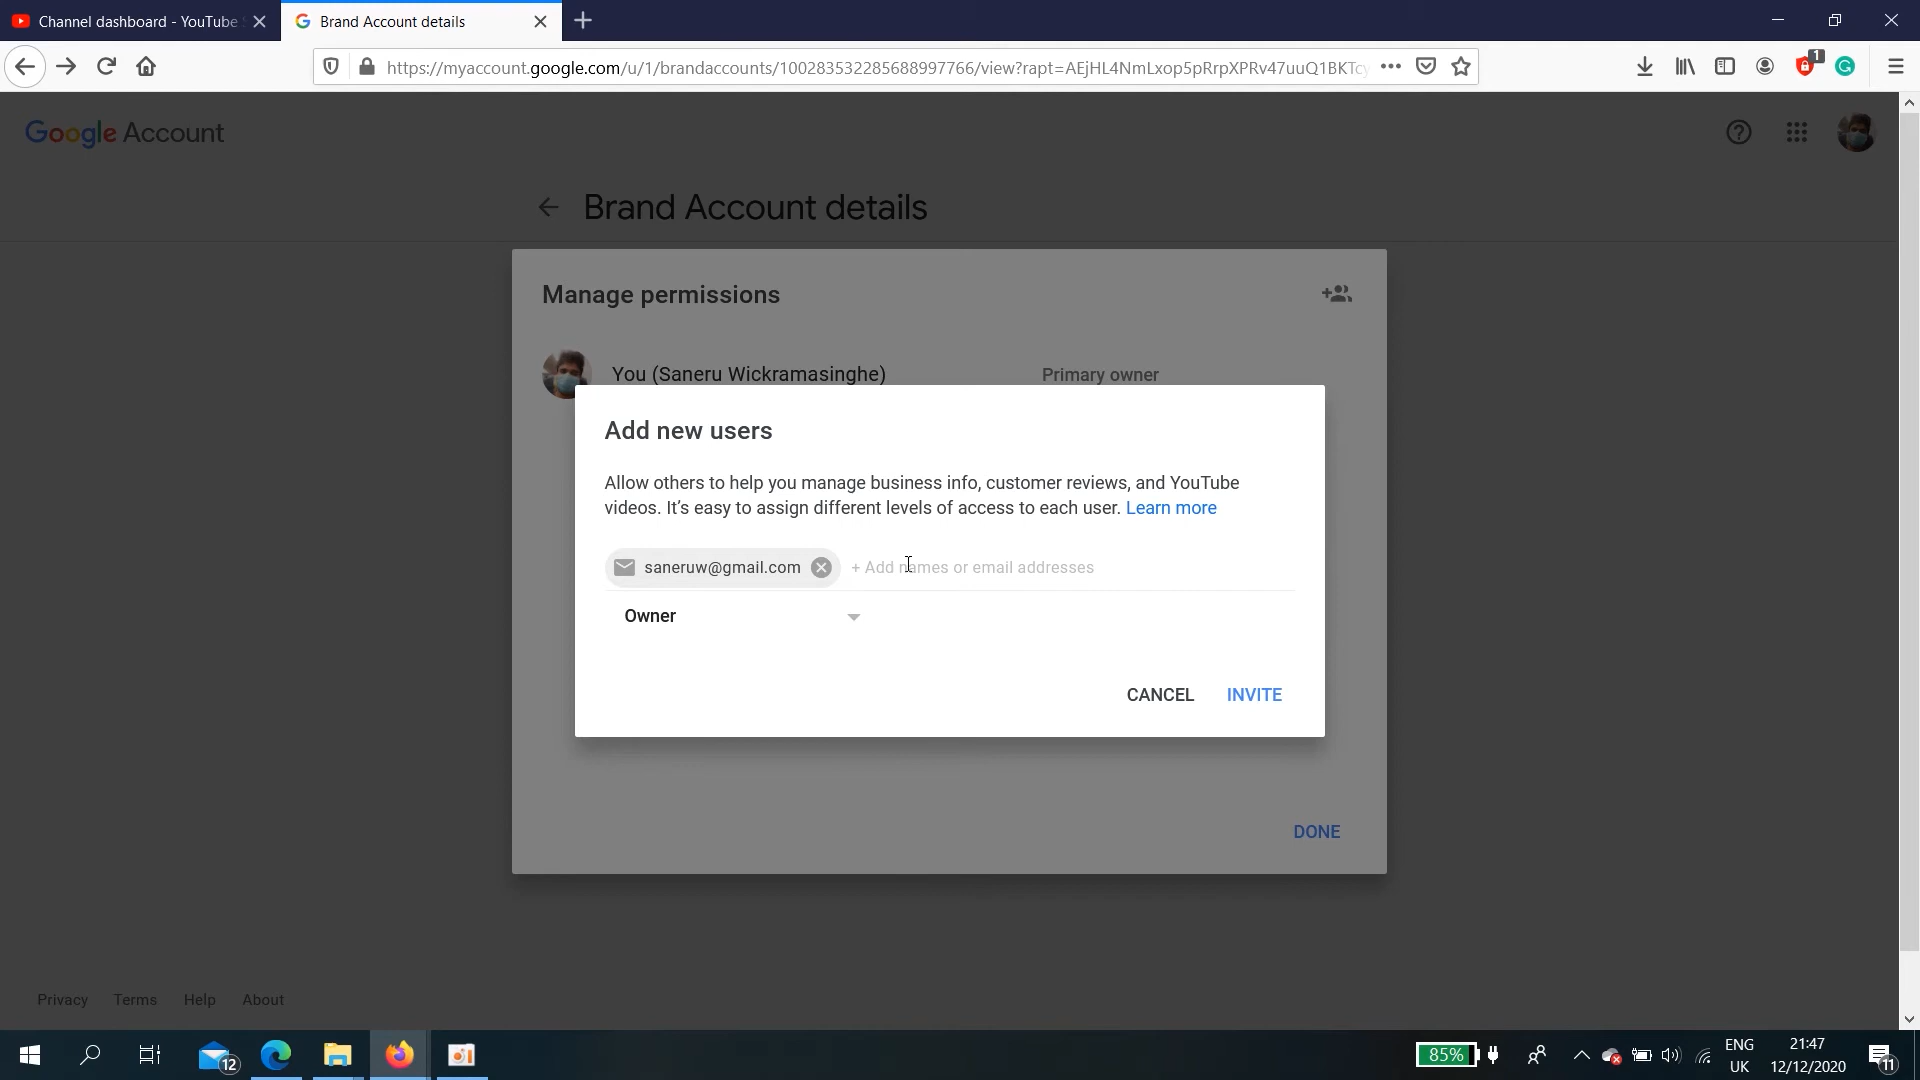 Channel dashboard - YouTube
Brand Account details
https://myaccount.google.com/u/1/brandaccounts/100283532285688997766/view?rapt=AEjHL4NmLxop5pRrpXPRv47uuQ1BKTcy
1
Google Account
Brand Account details
Manage permissions
You (Saneru Wickramasinghe)
Primary owner
Add new users
Allow others to help you manage business info, customer reviews, and YouTube
videos. It's easy to assign different levels of access to each user. Learn more
saneruw@gmail.com
+ Add names or email addresses
Owner
CANCEL
INVITE
DONE
Privacy
Terms
Help
About
12
85%
ENG
UK
21:47
12/12/2020
11